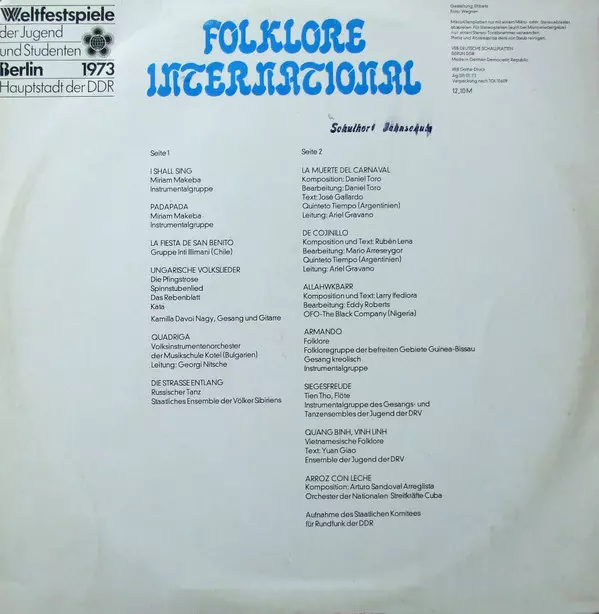 Weltfestspiele
der Jugend
und Studenten
Berlin 1973
Hauptstadt der DDR
FOLKLORE
INTERNATIONAL
VEB DEUTSCHE SCHALLPLATTEN
BERLIN DDR
Made in German Democratic Republic
12,10 M
Schulhort
Seite 1
I SHALL SING
Miriam Makeba
Instrumentalgruppe
PADAPADA
Miriam Makeba
Instrumentalgruppe
LA FIESTA DE SAN BENITO
Gruppe Inti Illimani (Chile)
UNGARISCHE VOLKSLIEDER
Die Pfingstrose
Spinnstubenlied
Das Rebenblatt
Kata
Kamilla Davoi Nagy, Gesang und Gitarre
QUADRIGA
Volksinstrumentenorchester
der Musikschule Kotel (Bulgarien)
Leitung: Georgi Nitsche
DIE STRASSE ENTLANG
Russischer Tanz
Staatliches Ensemble der Völker Sibiriens
Seite 2
LA MUERTE DEL CARNAVAL
Komposition: Daniel Toro
Bearbeitung: Daniel Toro
Text: José Gallardo
Quinteto Tiempo (Argentinien)
Leitung: Ariel Gravano
DE COJINILLO
Komposition und Text: Rubén Lena
Bearbeitung: Mario Arreseygor
Quinteto Tiempo (Argentinien)
Leitung: Ariel Gravano
ALLAHWKBARR
Komposition und Text: Larry Ifediora
Bearbeitung: Eddy Roberts
OFO-The Black Company (Nigeria)
ARMANDO
Folklore
Folkloregruppe der befreiten Gebiete Guinea-Bissau
Gesang kreolisch
Instrumentalgruppe
SIEGESFREUDE
Tien Tho, Flöte
Instrumentalgruppe des Gesangs- und
Tanzensembles der Jugend der DRV
QUANG BINH, VINH LINH
Vietnamesische Folklore
Text: Yuan Giao
Ensemble der Jugend der DRV
ARROZ CON LECHE
Komposition: Arturo Sandoval Arreglista
Orchester der Nationalen Streitkräfte Cuba
Aufnahme des Staatlichen Komitees
für Rundfunk der DDR